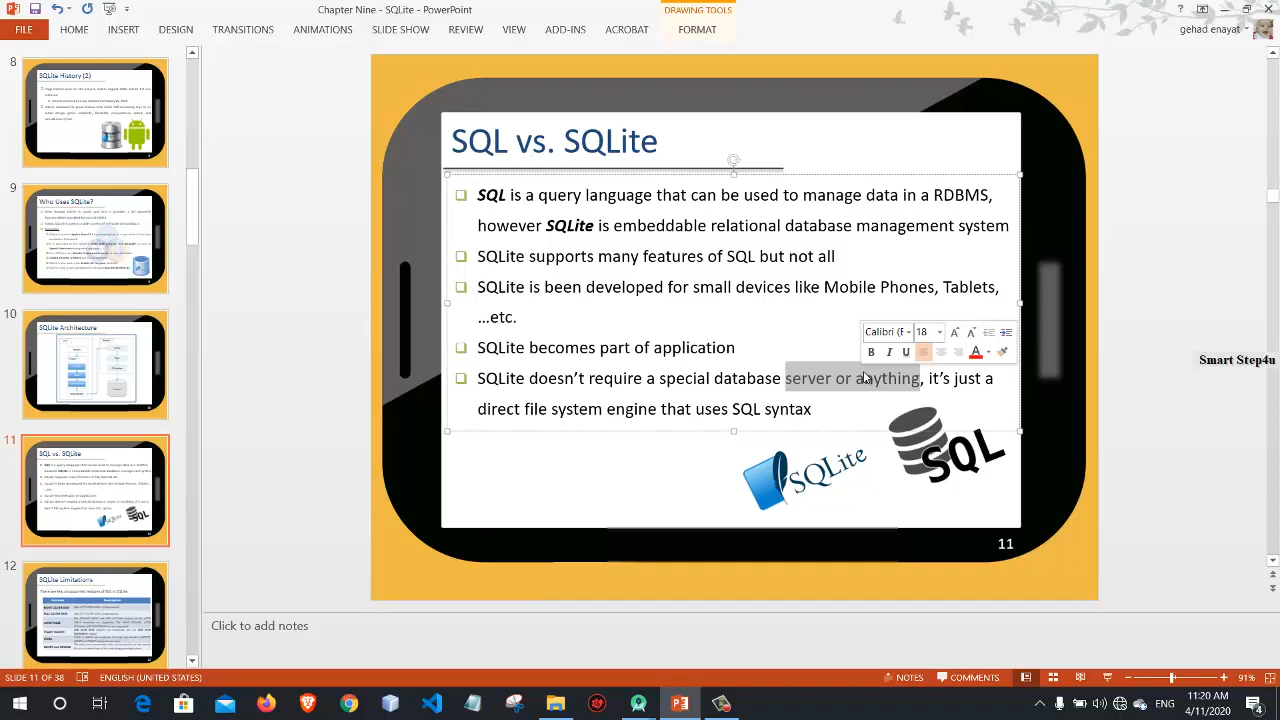 Chapter Nine - SQLite - PowerPoint
DRAWING TOOLS
FILE HOME INSERT DESIGN TRANSITIONS ANIMATIONS SLIDE SHOW REVIEW VIEW ADD-INS ACROBAT FORMAT
gehad enayat
8
SQLite History (2)
9
Who Uses SQLite?
10
SQLite Architecture
11
SQL vs. SQLite
12
SQLite Limitations
SQL vs. SQLite
SQL is a query language that can be used to manage data in a RDBMS,
is embeddable relational database management system
SQLite supports many features of SQL but not all
SQLite is been developed for small devices like Mobile Phones, Tablets,
…etc.
SQLite becomes part of application
SQLite doesn't require a special database server or anything, it's just a
direct file system engine that uses SQL syntax
SQLite
SQL
11
Calibri (E 18
B I U A
Smart Step4u
Click to add notes
SLIDE 11 OF 38 ENGLISH (UNITED STATES)
NOTES COMMENTS 91%
ENG
11:20 AM
4/11/2020